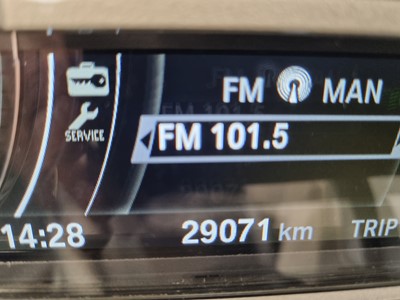 FM MAN
SERVICE
FM 101.5
14:28 29071 km TRIP